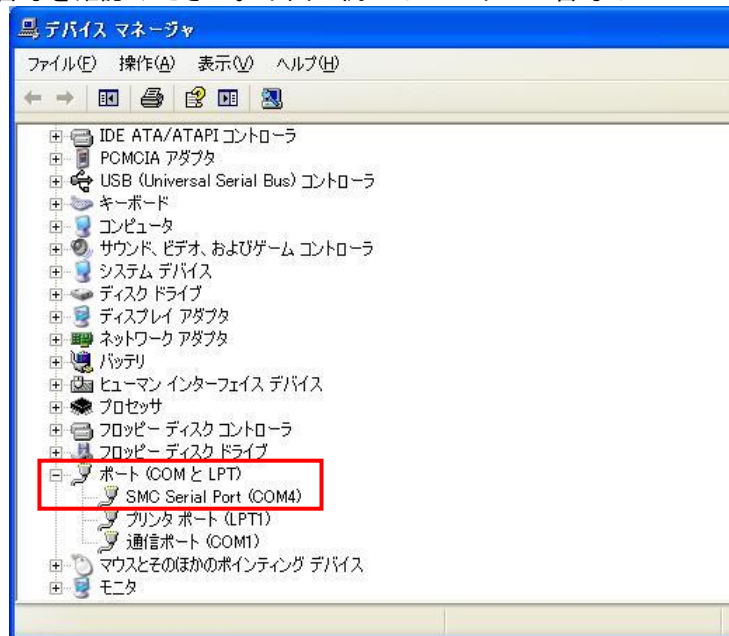 デバイス マネージャ
ファイル(F) 操作(A) 表示(V) ヘルプ(H)
IDE ATA/ATAPI コントローラ
PCMCIA アダプタ
USB (Universal Serial Bus) コントローラ
キーボード
コンピュータ
サウンド、ビデオ、およびゲーム コントローラ
システム デバイス
ディスク ドライブ
ディスプレイ アダプタ
ネットワーク アダプタ
バッテリ
ヒューマン インターフェイス デバイス
プロセッサ
フロッピー ディスク コントローラ
フロッピー ディスク ドライブ
ポート (COM と LPT)
SMC Serial Port (COM4)
プリンタ ポート (LPT1)
通信ポート (COM1)
マウスとそのほかのポインティング デバイス
モニタ